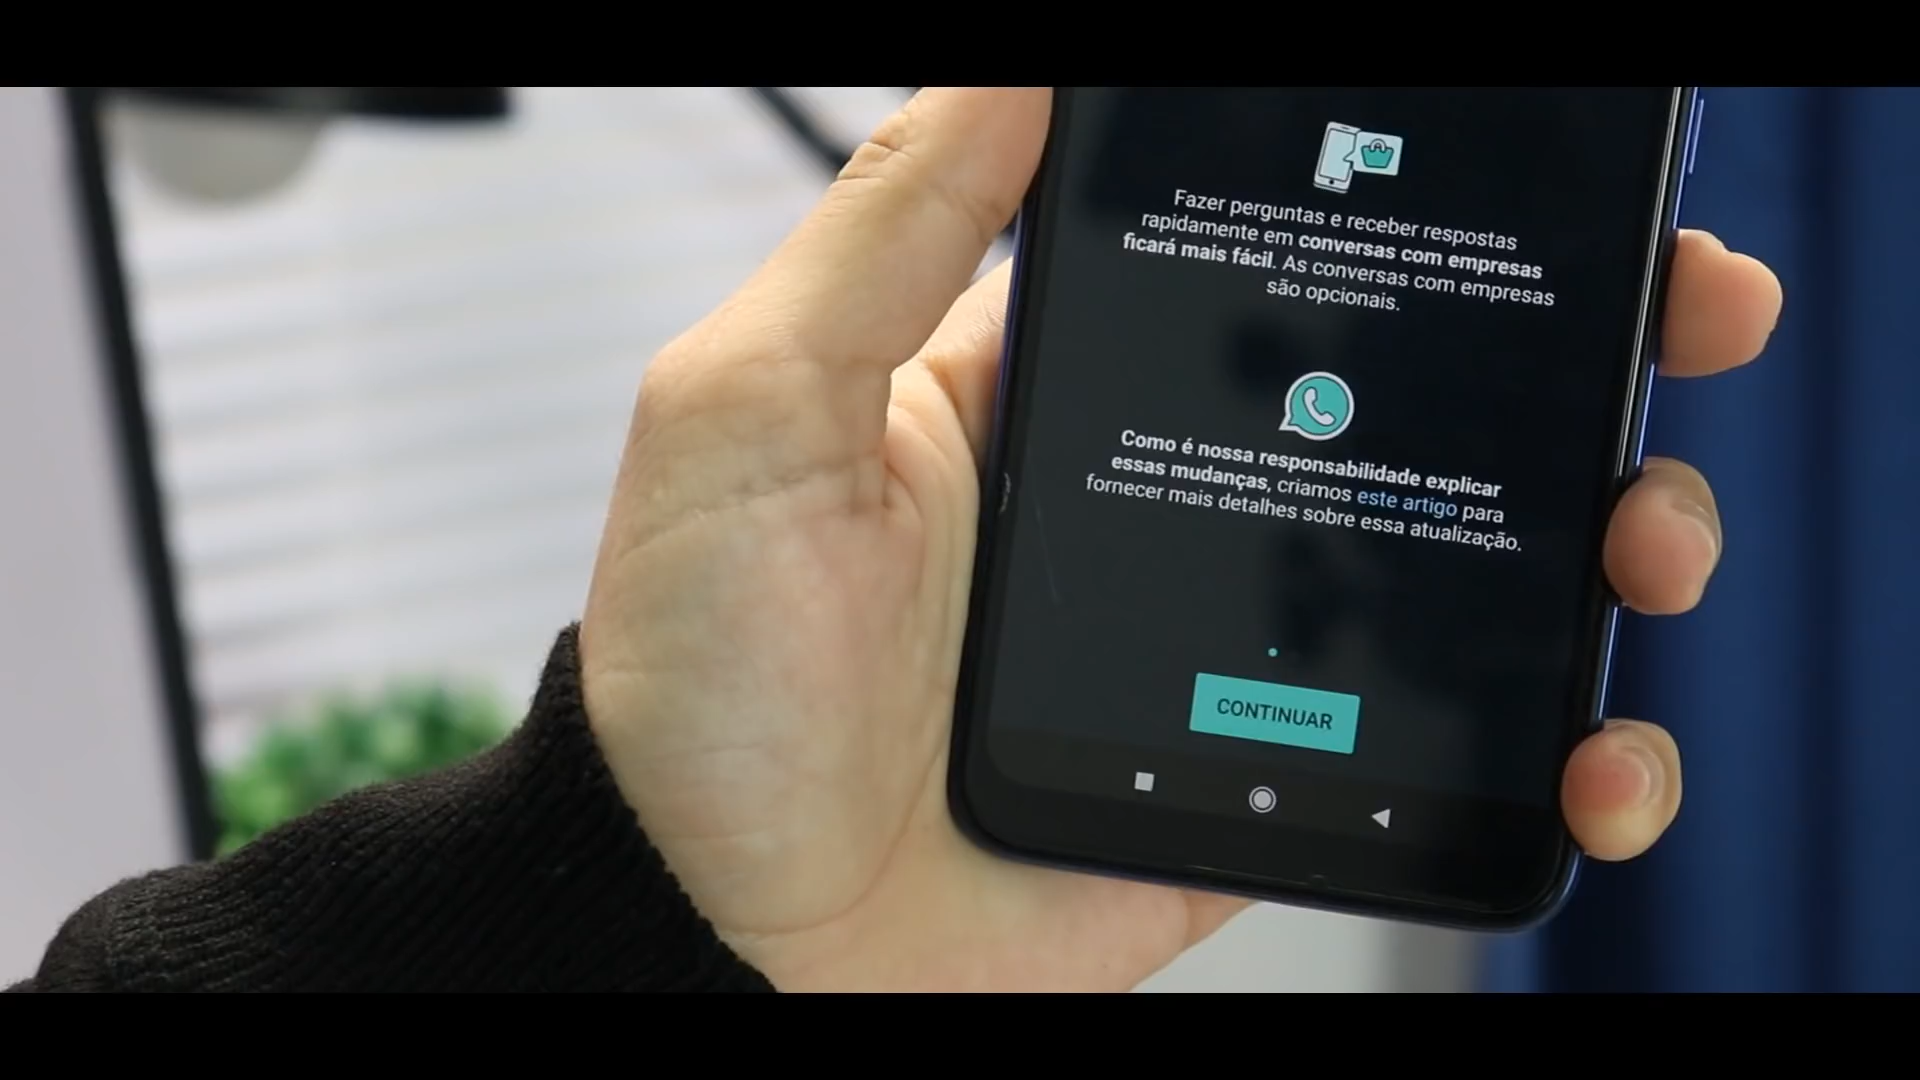 Fazer perguntas e receber respostas
rapidamente em conversas com empresas
ficará mais fácil. As conversas com empresas
são opcionais.
Como é nossa responsabilidade explicar
essas mudanças, criamos este artigo para
fornecer mais detalhes sobre essa atualização.
CONTINUAR